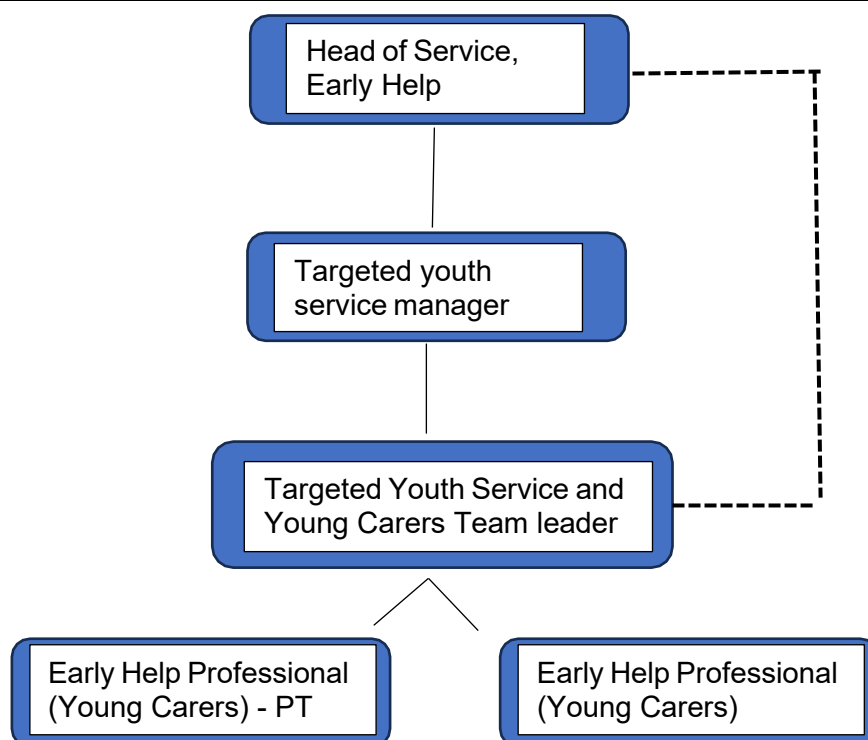 Head of Service,
Early Help
Targeted youth
service manager
Targeted Youth Service and
Young Carers Team leader
Early Help Professional
(Young Carers) - PT
Early Help Professional
(Young Carers)